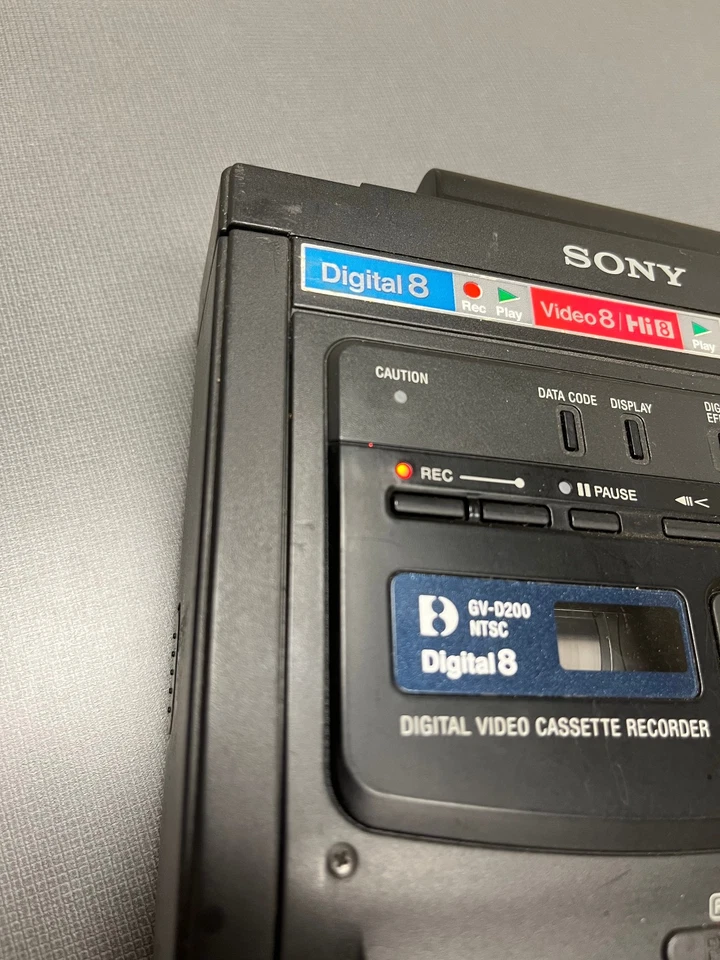 SONY
Digital 8
Rec Play
Video 8 | Hi 8
Play
CAUTION
DATA CODE DISPLAY
REC
PAUSE
GV-D200
NTSC
Digital 8
DIGITAL VIDEO CASSETTE RECORDER